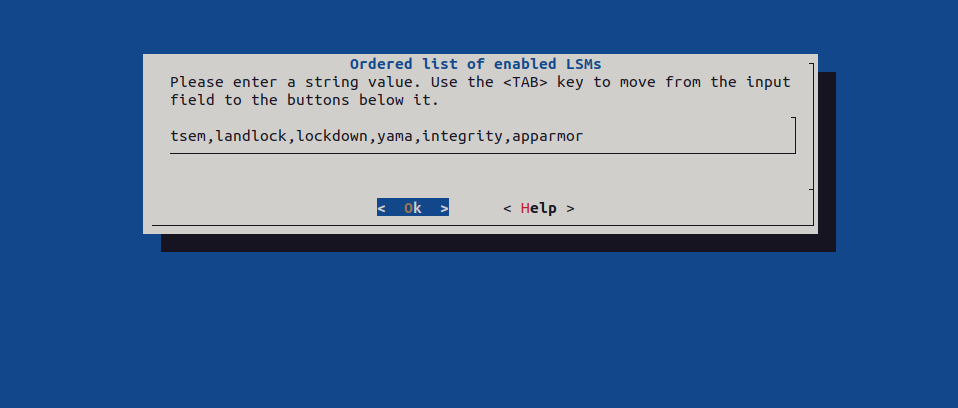 Ordered list of enabled LSMs
Please enter a string value. Use the <TAB> key to move from the input
field to the buttons below it.
tsem,landlock,lockdown,yama,integrity,apparmor
<  Ok  > < Help >